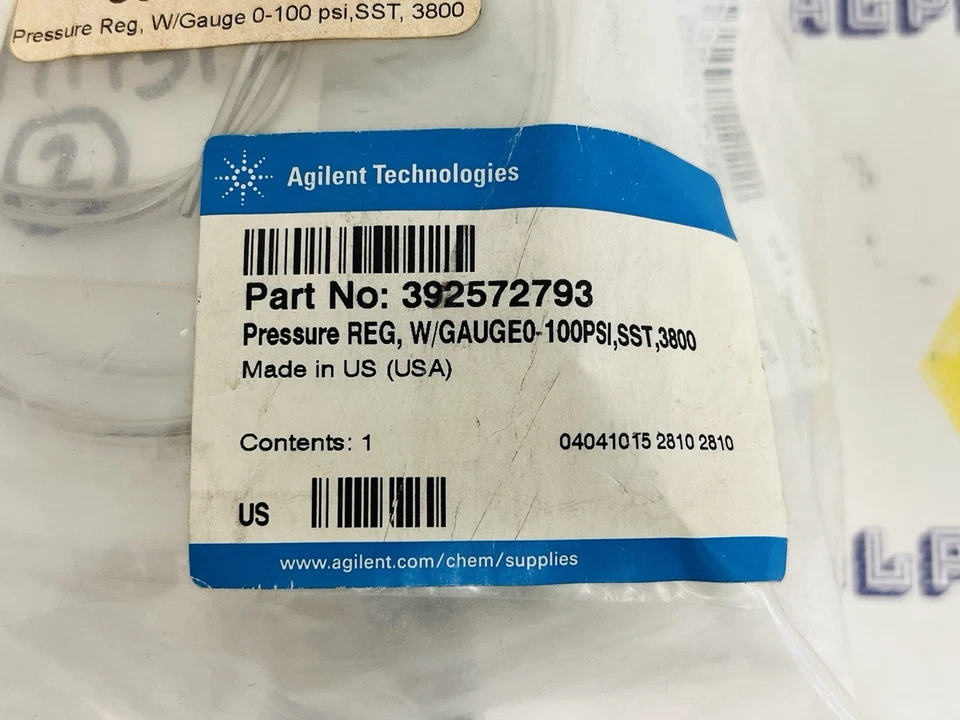 Pressure Reg, W/Gauge 0-100 psi,SST, 3800
2
Agilent Technologies
Part No: 392572793
Pressure REG, W/GAUGE0-100PSI,SST,3800
Made in US (USA)
Contents: 1
04041015 2810 2810
US
www.agilent.com/chem/supplies